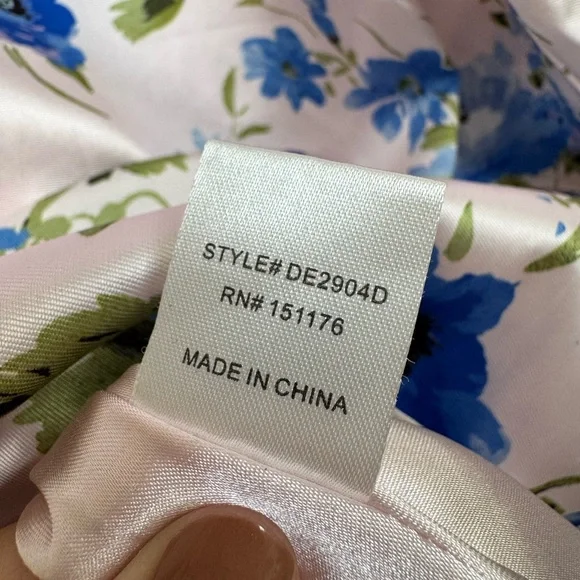 STYLE# DE2904D
RN# 151176
MADE IN CHINA